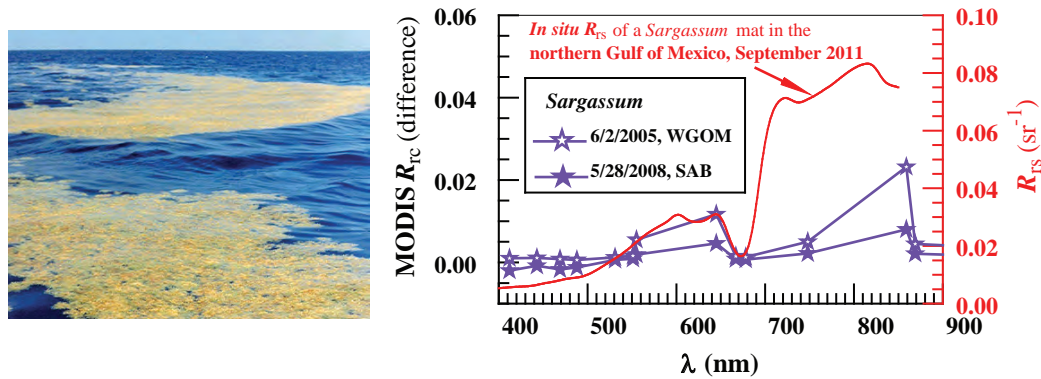 0.06
0.04
0.02
0.00
MODIS Rrc (difference)
In situ Rrs of a Sargassum mat in the
northern Gulf of Mexico, September 2011
Sargassum
6/2/2005, WGOM
5/28/2008, SAB
0.10
0.08
0.06
0.04
0.02
0.00
Rrs (sr-1)
400 500 600 700 800 900
λ (nm)